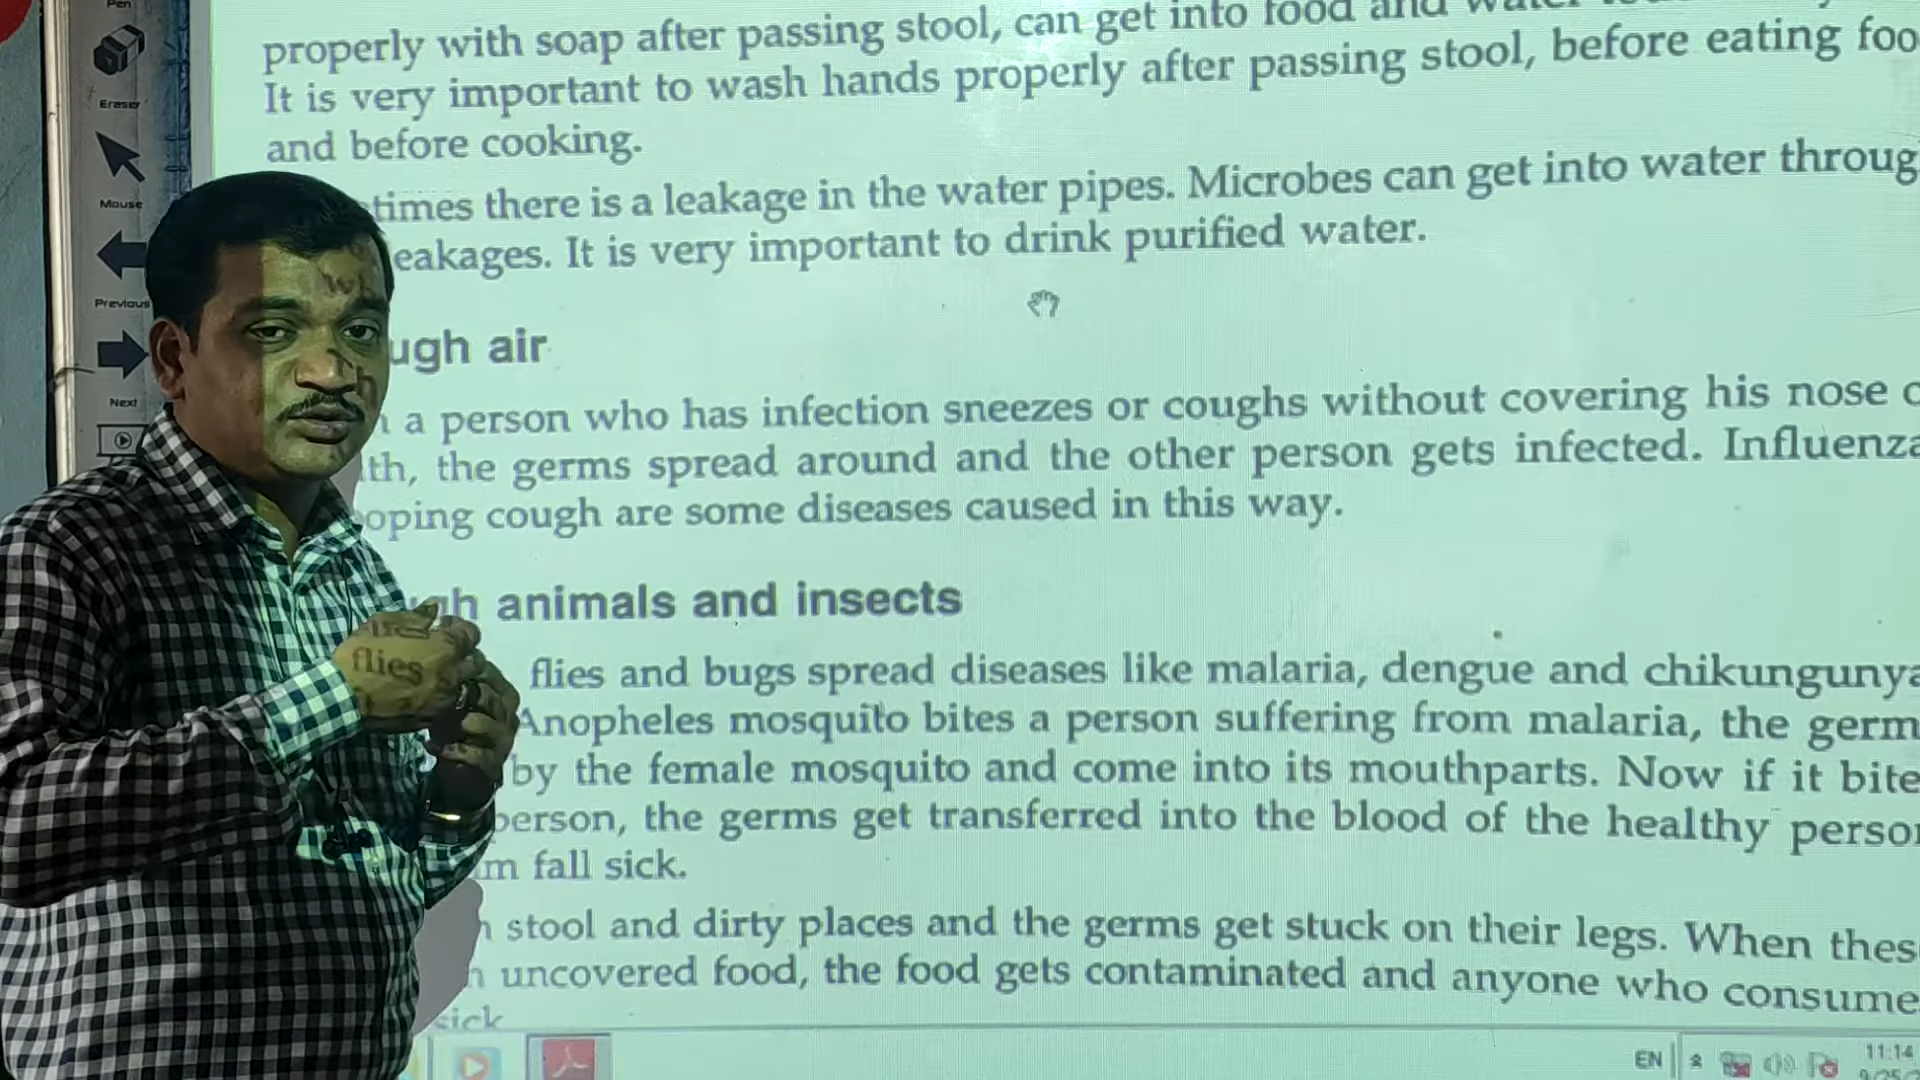 Pen
properly with soap after passing stool, can get into food and
It is very important to wash hands properly after passing stool, before eating foo
Eraser
and before cooking.
times there is a leakage in the water pipes. Microbes can get into water throug
Mouse
eakages. It is very important to drink purified water.
Previous
ugh air
Next
a person who has infection sneezes or coughs without covering his nose
th, the germs spread around and the other person gets infected. Influenza
oping cough are some diseases caused in this way.
ugh animals and insects
flies
flies and bugs spread diseases like malaria, dengue and chikungunya
Anopheles mosquito bites a person suffering from malaria, the germ
by the female mosquito and come into its mouthparts. Now if it bite
person, the germs get transferred into the blood of the healthy perso
m fall sick.
stool and dirty places and the germs get stuck on their legs. When thes
uncovered food, the food gets contaminated and anyone who consume
sick
EN
11:14